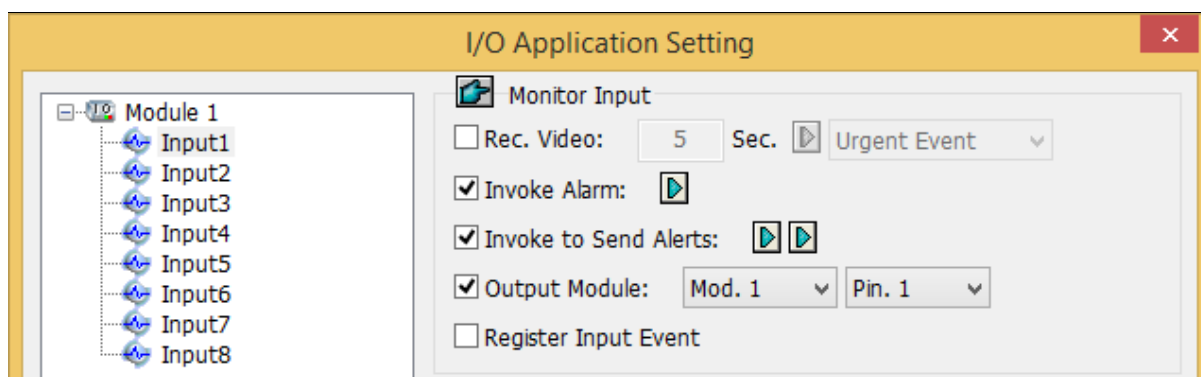 I/O Application Setting
Module 1
Input1
Input2
Input3
Input4
Input5
Input6
Input7
Input8
Monitor Input
Rec. Video: 5 Sec. Urgent Event
Invoke Alarm:
Invoke to Send Alerts:
Output Module: Mod. 1 Pin. 1
Register Input Event